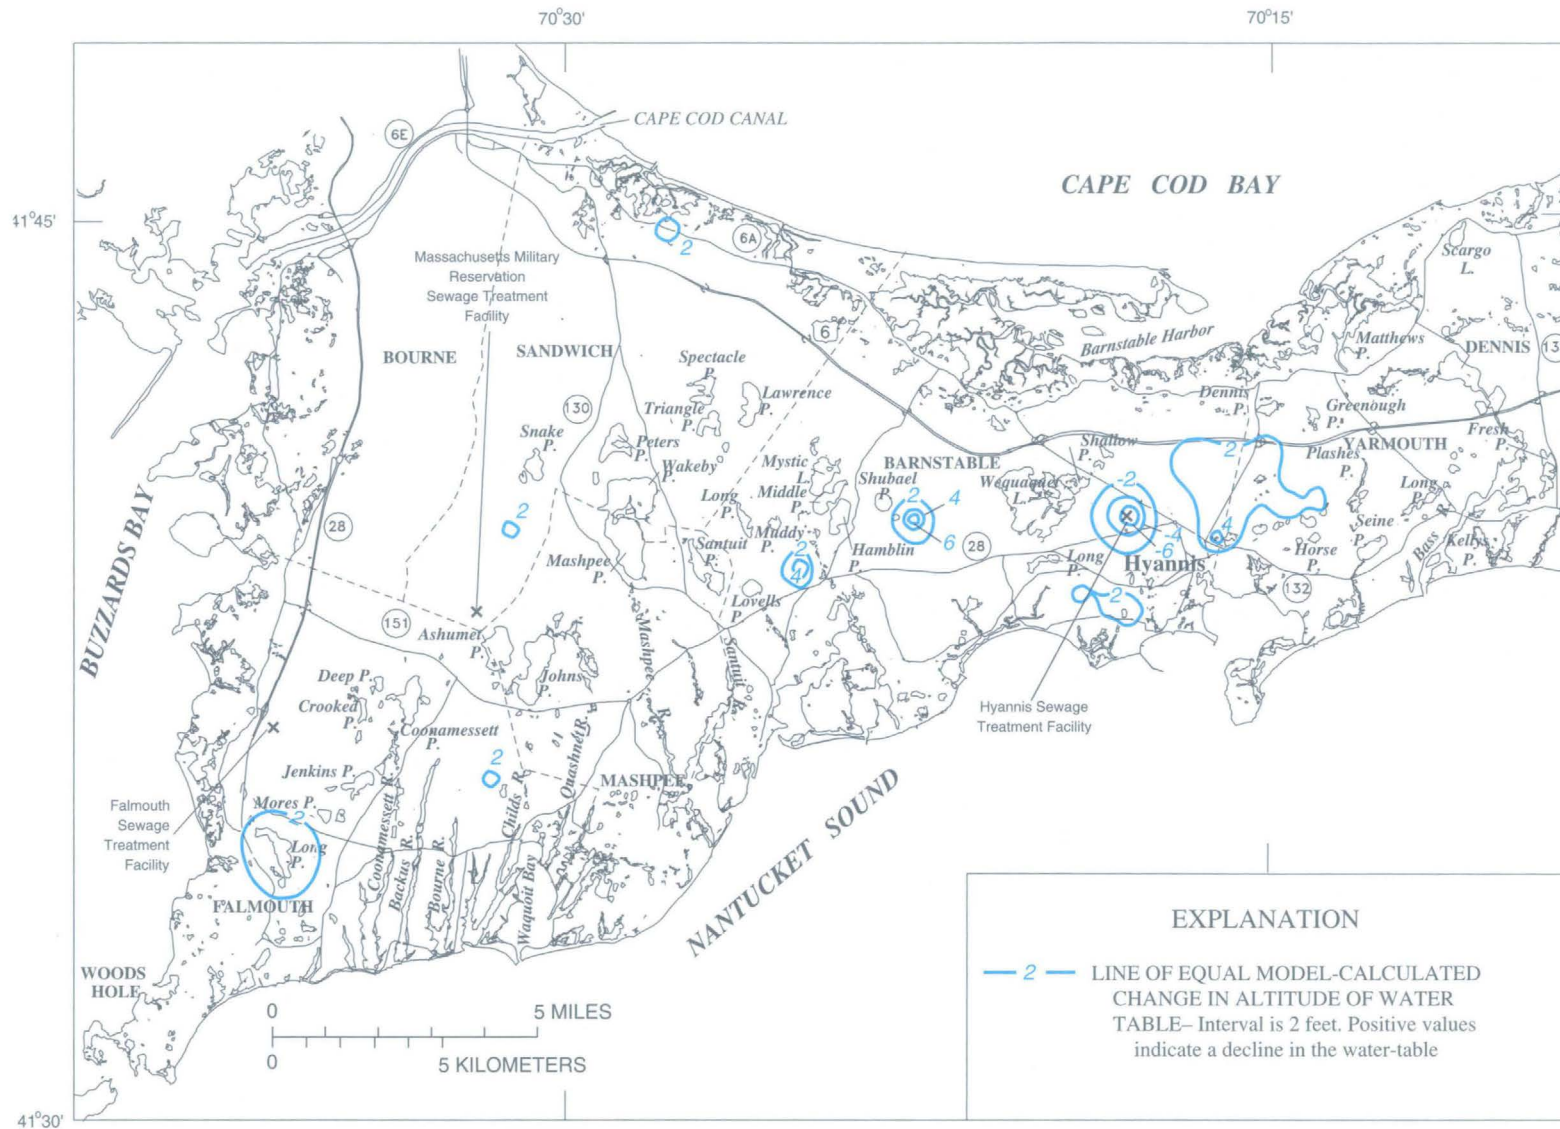 70°30'
70°15'
6E
CAPE COD CANAL
CAPE COD BAY
41°45'
2
6A
Scargo
L.
Massachusetts Military
Reservation
Sewage Treatment
Facility
6
Barnstable Harbor
Matthews
P.
DENNIS
BOURNE
SANDWICH
Spectacle
P.
Lawrence
P.
Dennis
P.
130
Triangle
P.
Greenough
P.
Snake
P.
Peters
P.
Fresh
P.
Shallow
P.
2
YARMOUTH
Wakeby
P.
Mystic
L.
BARNSTABLE
Plashes
P.
Shubael
P.
Wequaquet
L.
-2
Long
P.
Middle
P.
2
4
Long
P.
2
28
Muddy
P.
6
28
4
-4
-6
Seine
P.
Santuit
P.
2
4
Hamblin
P.
Long
P.
Hyannis
Horse
P.
Bass
R.
Kellys
P.
Mashpee
P.
Lovells
P.
2
132
BUZZARDS BAY
151
Ashumet
P.
Mashpee
R.
Santuit R.
Deep P.
Johns
P.
Crooked
P.
Hyannis Sewage
Treatment Facility
Coonamessett
P.
2
Quashnet R.
Jenkins P.
MASHPEE
Mores P.
Childs R.
Falmouth
Sewage
Treatment
Facility
-2
Long
P.
Coonamessett R.
Backus R.
Bourne R.
Waquoit Bay
NANTUCKET SOUND
FALMOUTH
WOODS
HOLE
0
5 MILES
0
5 KILOMETERS
EXPLANATION
2
LINE OF EQUAL MODEL-CALCULATED
CHANGE IN ALTITUDE OF WATER
TABLE– Interval is 2 feet. Positive values
indicate a decline in the water-table
41°30'